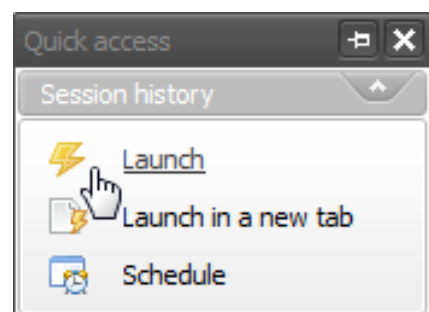 Quick access
Session history
Launch
Launch in a new tab
Schedule